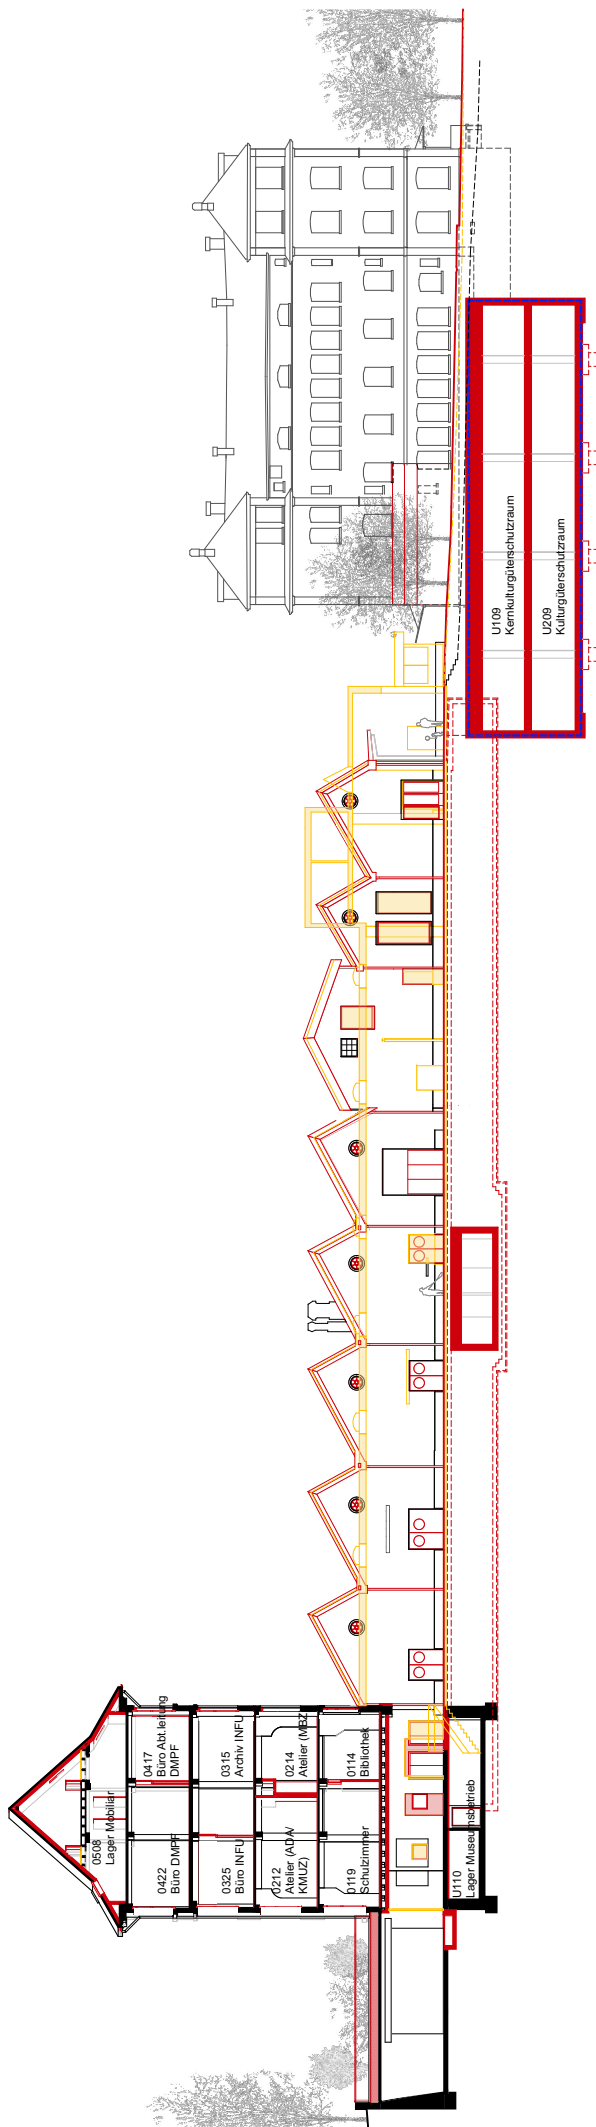 0508
Lager Mobiliar
0422
Büro DMPF
0417
Büro Abt.leitung
DMPF
0325
Büro INFU
0315
Archiv INFU
0212
Atelier (ADA/
KMUZ)
0214
Atelier (MBZ)
0119
Schulzimmer
0114
Bibliothek
U110
Lager Museumsbetrieb
U109
Kernkulturgüterschutzraum
U209
Kulturgüterschutzraum